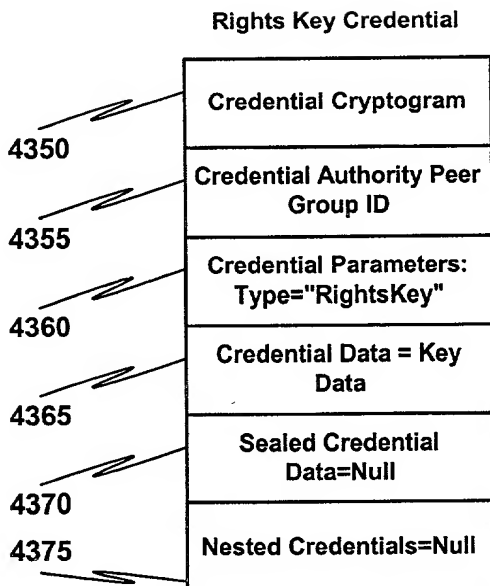 Rights Key Credential
Credential Cryptogram
4350
Credential Authority Peer
Group ID
4355
Credential Parameters:
Type="RightsKey"
4360
Credential Data = Key
Data
4365
Sealed Credential
Data=Null
4370
Nested Credentials=Null
4375